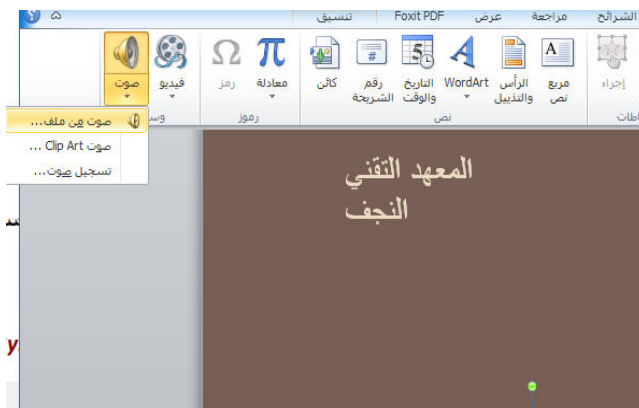 الشرائح مراجعة عرض Foxit PDF تنسيق
إجراء
مربع نص
الرأس والتذييل
WordArt
التاريخ والوقت
رقم الشريحة
كائن
معادلة
رمز
فيديو
صوت
نص
رموز
صوت من ملف...
صوت Clip Art ...
تسجيل صوت...
المعهد التقني
النجف